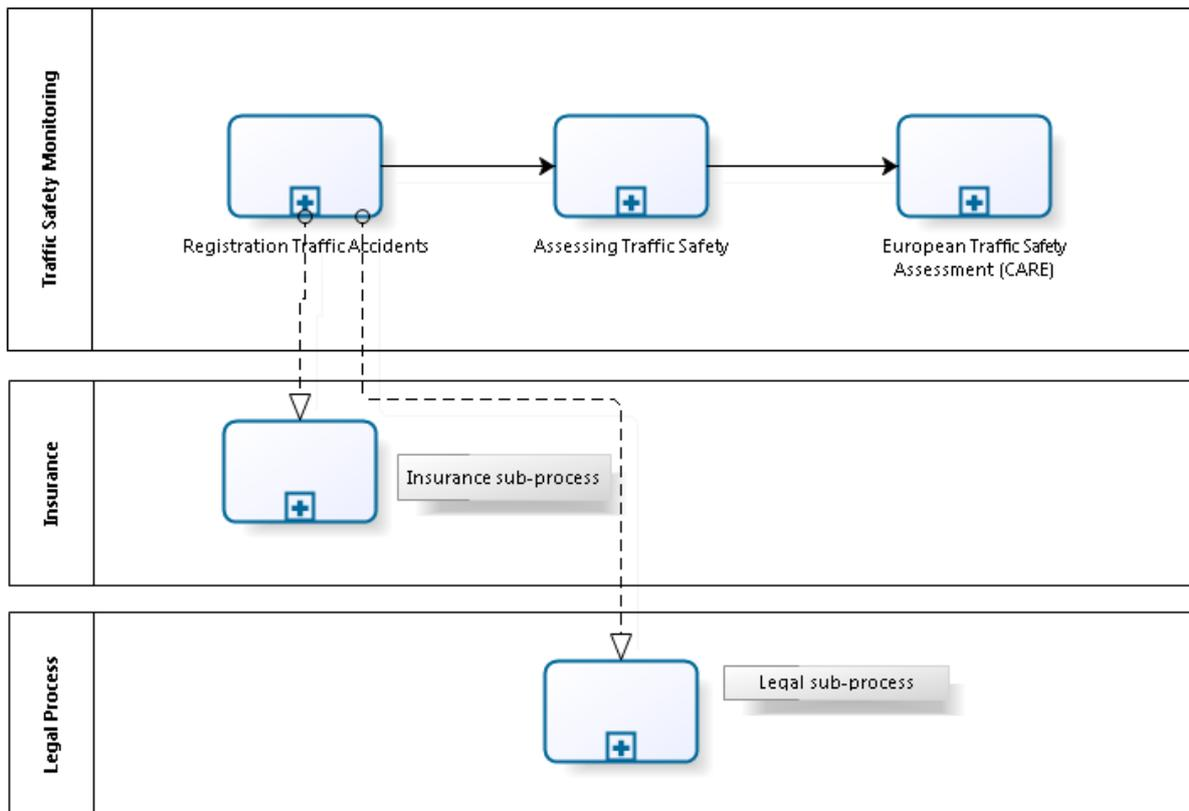 Traffic Safety Monitoring
Registration Traffic Accidents
Assessing Traffic Safety
European Traffic Safety
Assessment (CARE)
Insurance
Insurance sub-process
Legal Process
Legal sub-process